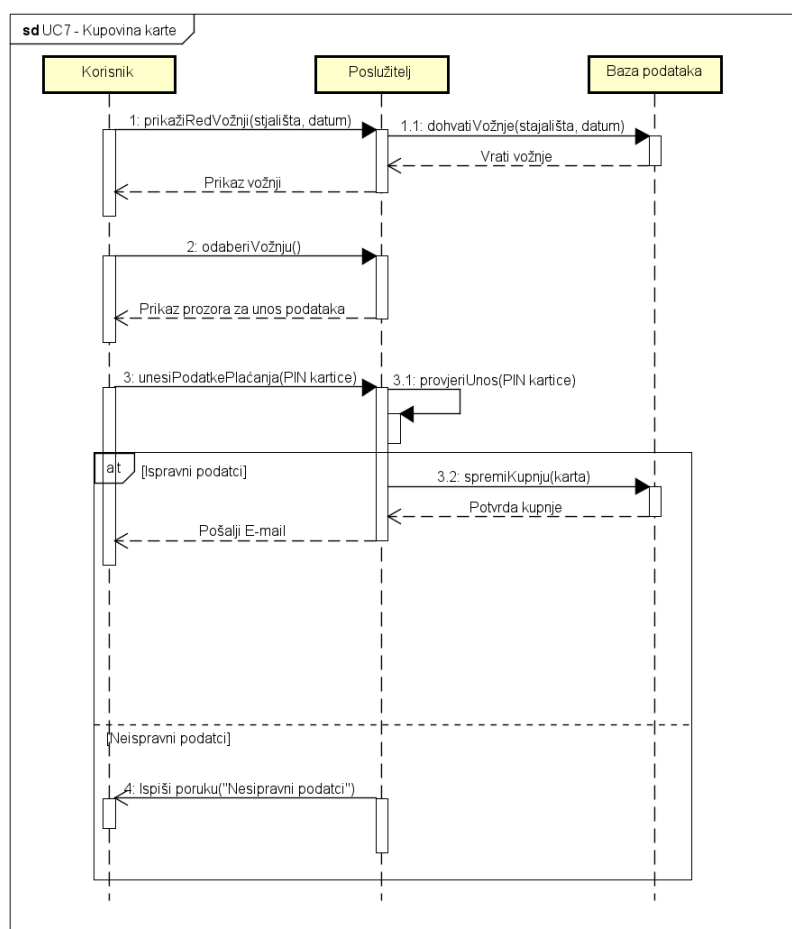 sd UC7 - Kupovina karte
Korisnik
Poslužitelj
Baza podataka
1: prikažiRedVožnji(stjališta, datum)
1.1: dohvatiVožnje(stajališta, datum)
Vrati vožnje
Prikaz vožnji
2: odaberiVožnju()
Prikaz prozora za unos podataka
3: unesiPodatkePlaćanja(PIN kartice)
3.1: provjeriUnos(PIN kartice)
alt
[Ispravni podatci]
3.2: spremiKupnju(karta)
Potvrda kupnje
Pošalji E-mail
[Neispravni podatci]
4: Ispiši poruku("Nesipravni podatci")